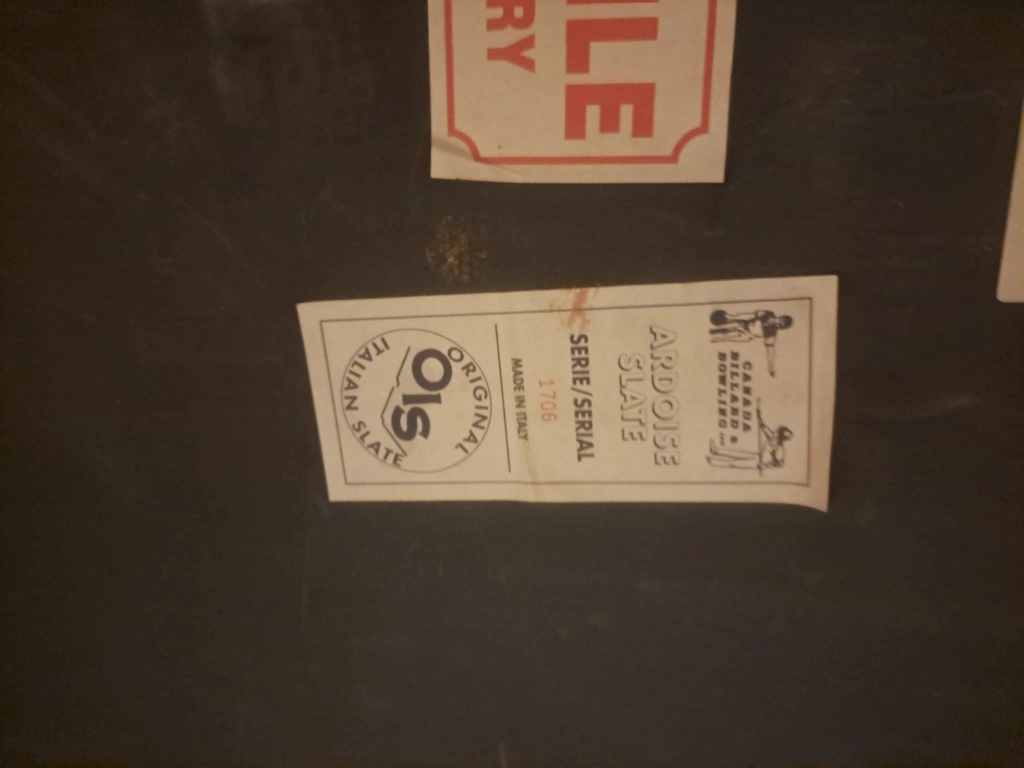 ILE
RY
CANADA
BILLARD &
BOWLING INC
ARDOISE
SLATE
SERIE/SERIAL
1706
MADE IN ITALY
ORIGINAL
OIS
ITALIAN SLATE